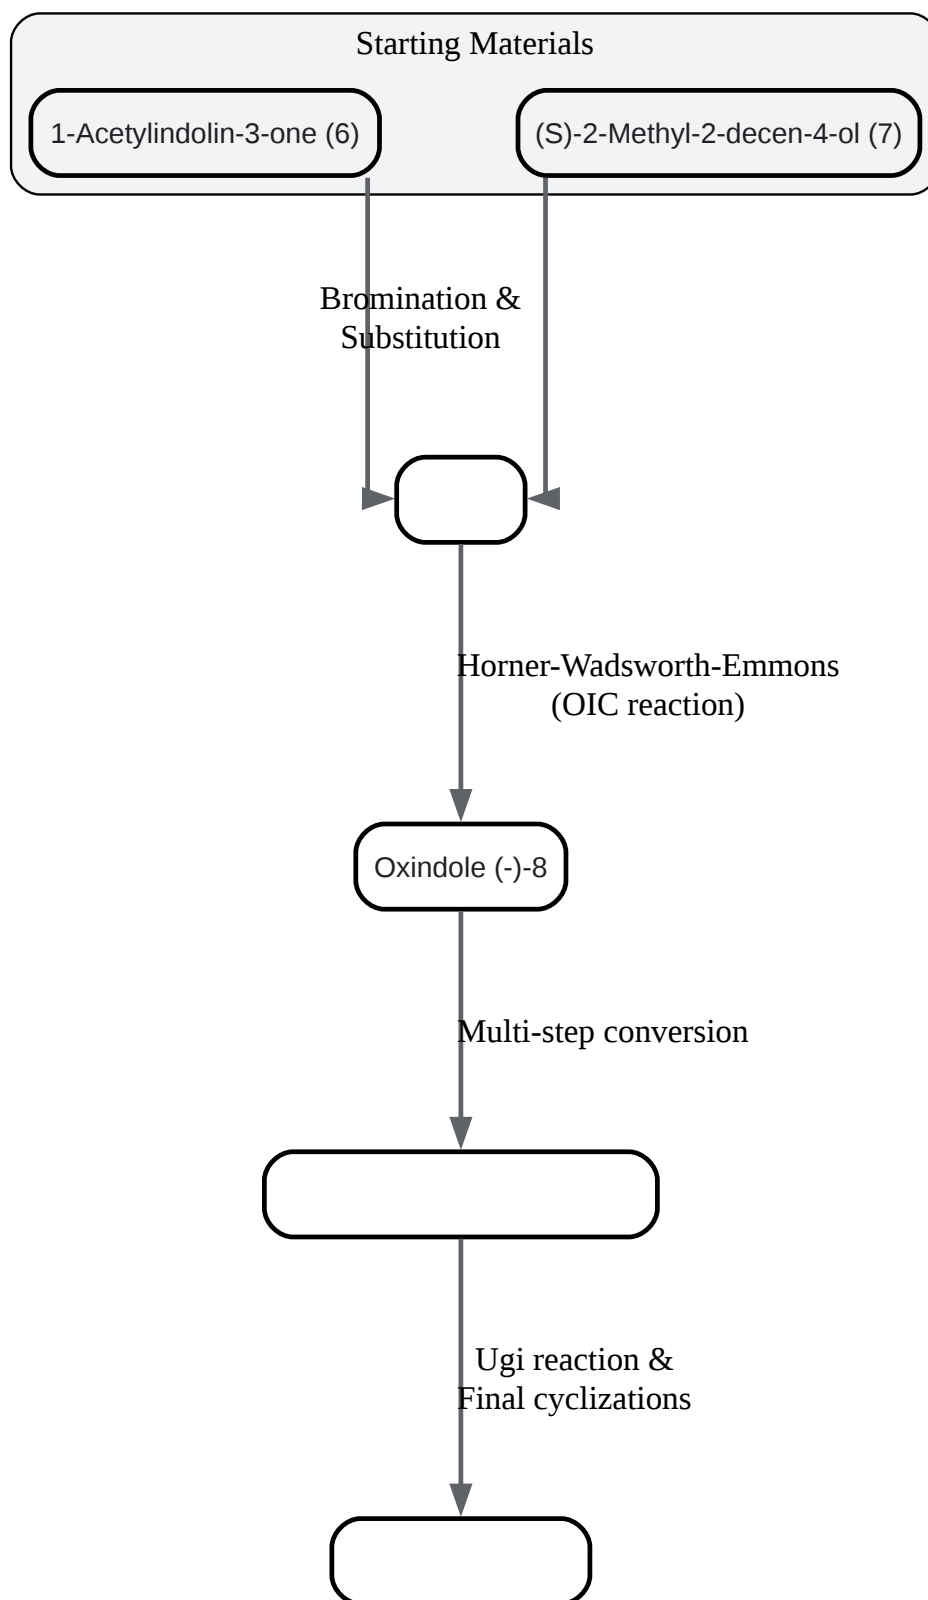 Starting Materials
1-Acetylindolin-3-one (6)
(S)-2-Methyl-2-decen-4-ol (7)
Bromination &
Substitution
Horner-Wadsworth-Emmons
(OIC reaction)
Oxindole (-)-8
Multi-step conversion
Ugi reaction &
Final cyclizations